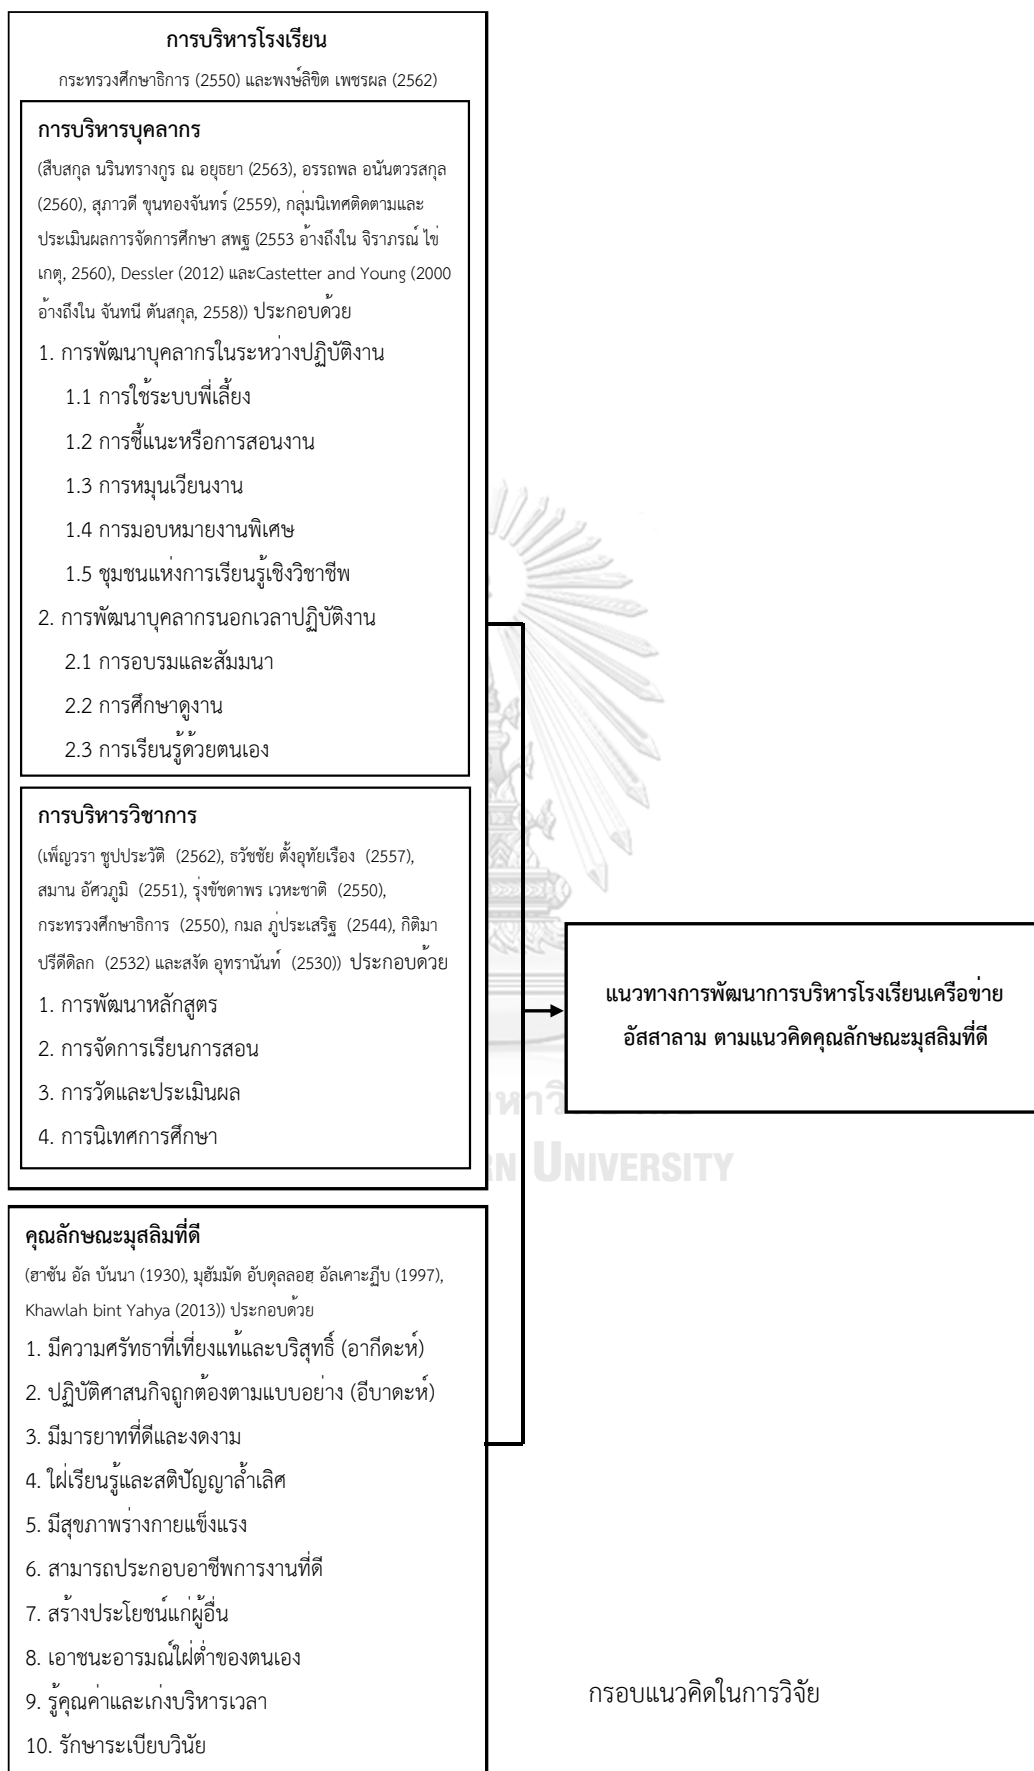 การบริหารโรงเรียน
กระทรวงศึกษาธิการ (2550) และพงษ์ลิขิต เพชรผล (2562)
การบริหารบุคลากร
(สืบสกุล นรินทรางกูร ณ อยุธยา (2563), อรรถพล อนันตวรสกุล
(2560), สุภาวดี ขุนทองจันทร์ (2559), กลุ่มนิเทศติดตามและ
ประเมินผลการจัดการศึกษา สพฐ (2553 อ้างถึงใน จิราภรณ์ ไข่
เกตุ, 2560), Dessler (2012) และCastetter and Young (2000
อ้างถึงใน จันทนี ตันสกุล, 2558)) ประกอบด้วย
1. การพัฒนาบุคลากรในระหว่างปฏิบัติงาน
1.1 การใช้ระบบพี่เลี้ยง
1.2 การชี้แนะหรือการสอนงาน
1.3 การหมุนเวียนงาน
1.4 การมอบหมายงานพิเศษ
1.5 ชุมชนแห่งการเรียนรู้เชิงวิชาชีพ
2. การพัฒนาบุคลากรนอกเวลาปฏิบัติงาน
2.1 การอบรมและสัมมนา
2.2 การศึกษาดูงาน
2.3 การเรียนรู้ด้วยตนเอง
การบริหารวิชาการ
(เพ็ญวรา ชูปประวัติ (2562), ธวัชชัย ตั้งอุทัยเรือง (2557),
สมาน อัศวภูมิ (2551), รุ่งขัชดาพร เวหะชาติ (2550),
กระทรวงศึกษาธิการ (2550), กมล ภู่ประเสริฐ (2544), กิติมา
ปรีดีดิลก (2532) และสงัด อุทรานันท์ (2530)) ประกอบด้วย
1. การพัฒนาหลักสูตร
2. การจัดการเรียนการสอน
3. การวัดและประเมินผล
4. การนิเทศการศึกษา
แนวทางการพัฒนาการบริหารโรงเรียนเครือข่าย
อัสสาลาม ตามแนวคิดคุณลักษณะมุสลิมที่ดี
UNIVERSITY
คุณลักษณะมุสลิมที่ดี
(ฮาซัน อัล บันนา (1930), มุฮัมมัด อับดุลลอฮฺ อัลเคาะฏีบ (1997),
Khawlah bint Yahya (2013)) ประกอบด้วย
1. มีความศรัทธาที่เที่ยงแท้และบริสุทธิ์ (อากีดะห์)
2. ปฏิบัติศาสนกิจถูกต้องตามแบบอย่าง (อีบาดะห์)
3. มีมารยาทที่ดีและงดงาม
4. ใฝ่เรียนรู้และสติปัญญาล้ำเลิศ
5. มีสุขภาพร่างกายแข็งแรง
6. สามารถประกอบอาชีพการงานที่ดี
7. สร้างประโยชน์แก่ผู้อื่น
8. เอาชนะอารมณ์ใฝ่ต่ำของตนเอง
9. รู้คุณค่าและเก่งบริหารเวลา
10. รักษาระเบียบวินัย
กรอบแนวคิดในการวิจัย